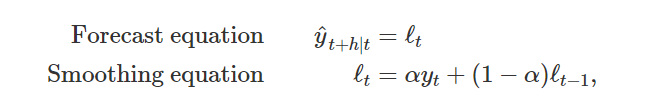 Forecast equation ŷ_{t+h|t} = ℓ_t
Smoothing equation ℓ_t = αy_t + (1 − α)ℓ_{t−1},